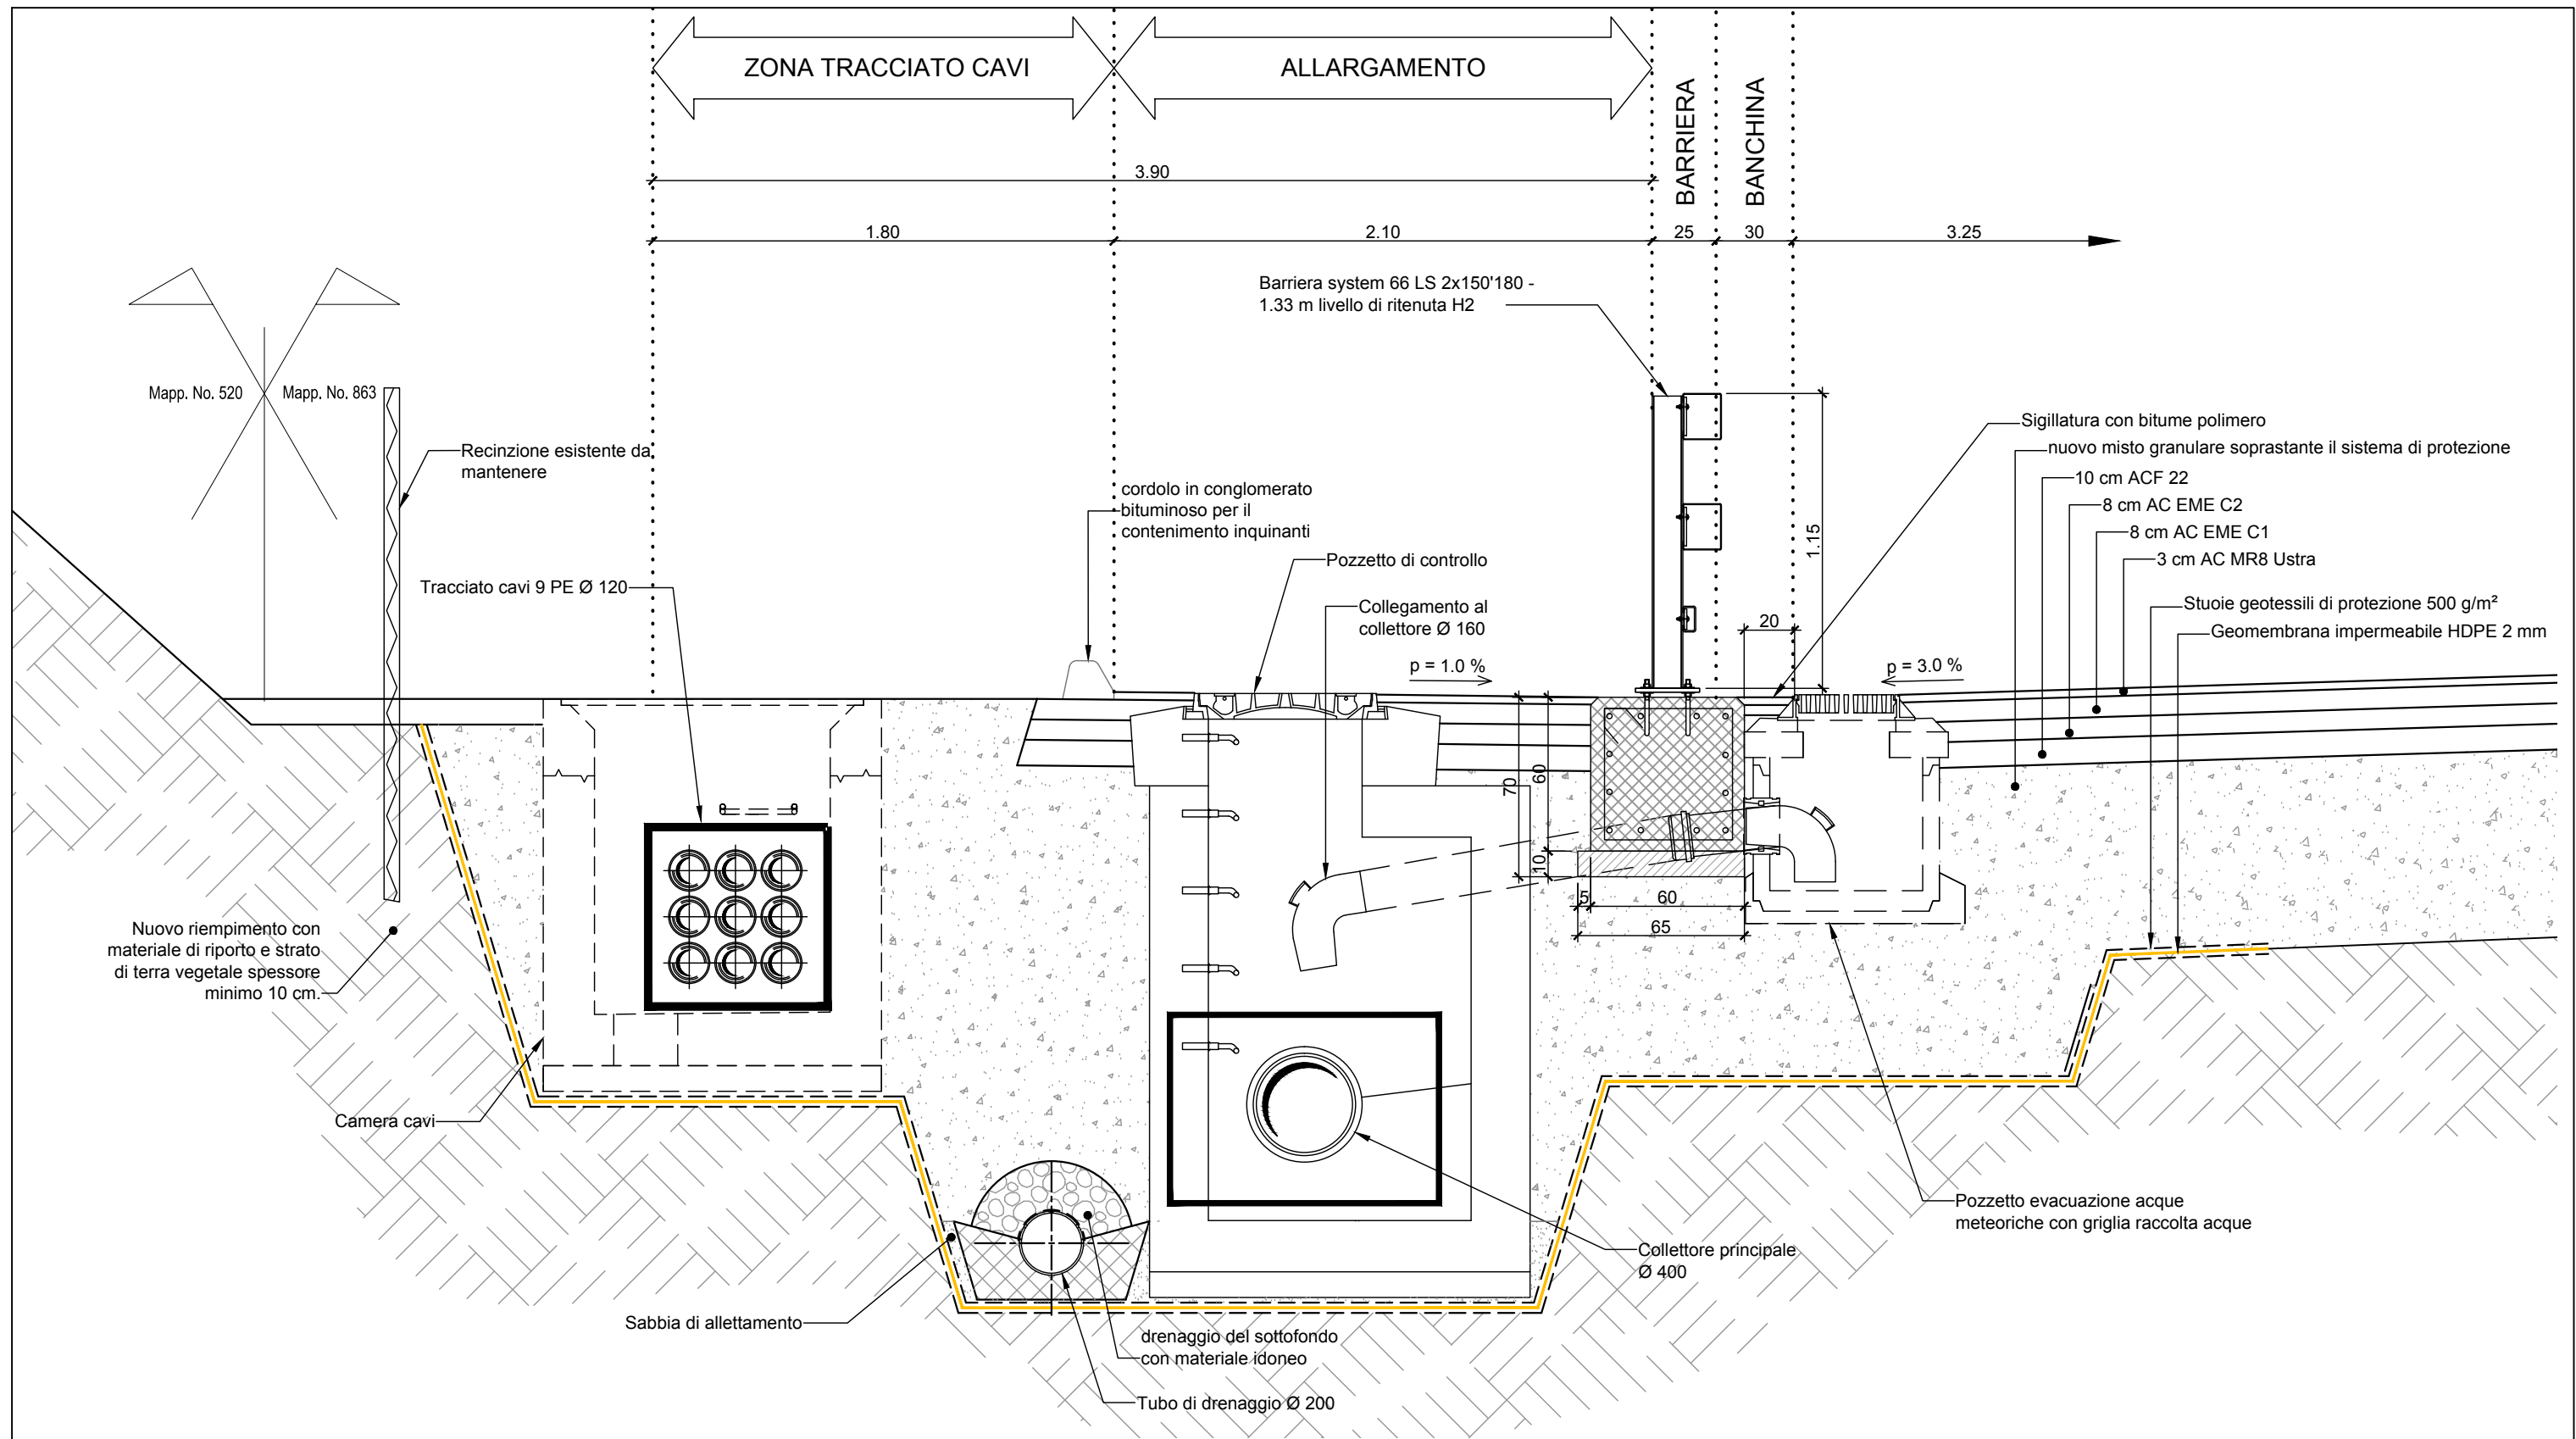 ZONA TRACCIATO CAVI
ALLARGAMENTO
BARRIERA
BANCHINA
3.90
1.80
2.10
25
30
3.25
Barriera system 66 LS 2x150'180 -
1.33 m livello di ritenuta H2
Mapp. No. 520
Mapp. No. 863
Recinzione esistente da
mantenere
cordolo in conglomerato
bituminoso per il
contenimento inquinanti
Pozzetto di controllo
Tracciato cavi 9 PE Ø 120
Collegamento al
collettore Ø 160
1.15
Sigillatura con bitume polimero
nuovo misto granulare soprastante il sistema di protezione
10 cm ACF 22
8 cm AC EME C2
8 cm AC EME C1
3 cm AC MR8 Ustra
Stuoie geotessili di protezione 500 g/m²
Geomembrana impermeabile HDPE 2 mm
20
p = 1.0 %
p = 3.0 %
70
60
10
5
60
65
Nuovo riempimento con
materiale di riporto e strato
di terra vegetale spessore
minimo 10 cm.
Camera cavi
Pozzetto evacuazione acque
meteoriche con griglia raccolta acque
Collettore principale
Ø 400
Sabbia di allettamento
drenaggio del sottofondo
con materiale idoneo
Tubo di drenaggio Ø 200